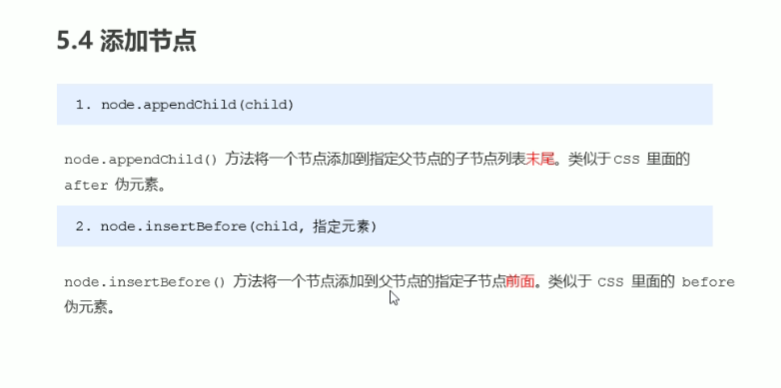 5.4 添加节点
1. node.appendChild(child)
node.appendChild() 方法将一个节点添加到指定父节点的子节点列表末尾。类似于 CSS 里面的
after 伪元素。
2. node.insertBefore(child, 指定元素)
node.insertBefore() 方法将一个节点添加到父节点的指定子节点前面。类似于 CSS 里面的 before
伪元素。